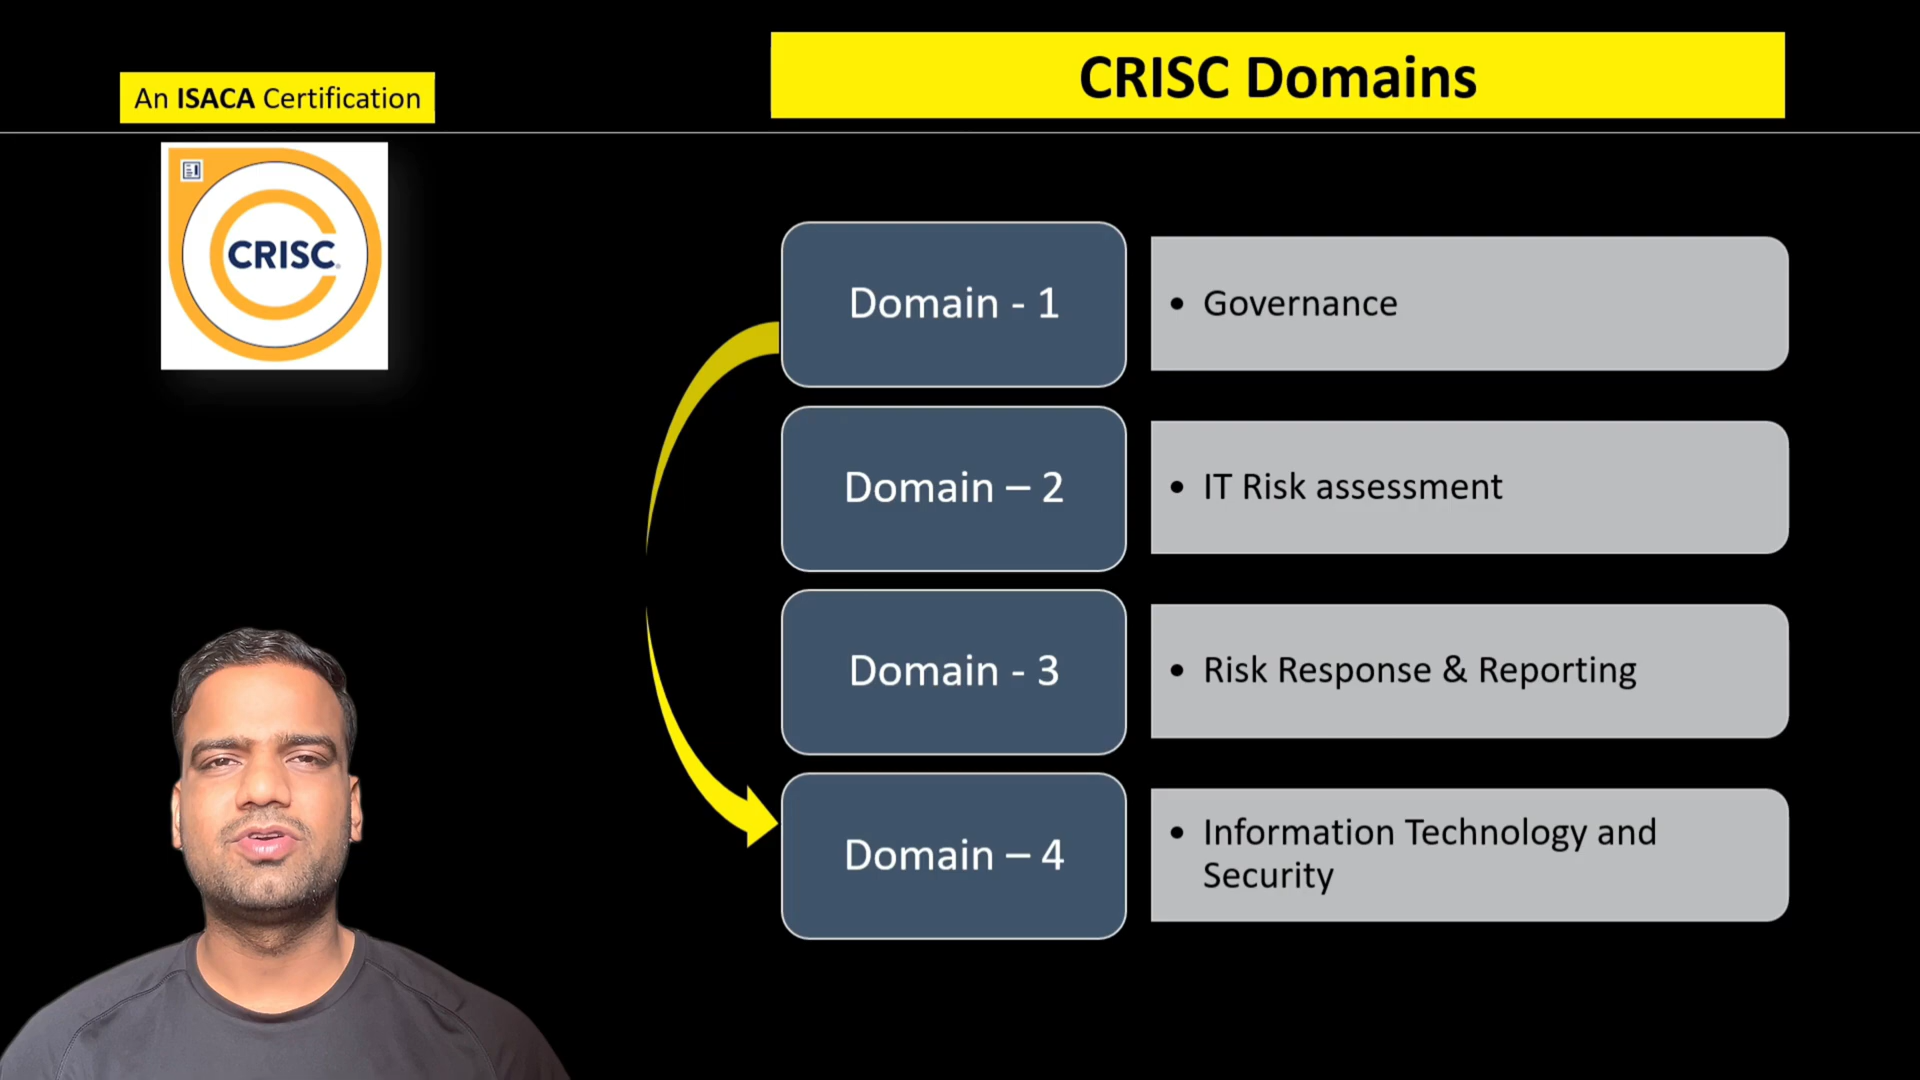 An ISACA Certification
CRISC Domains
CRISC
Domain - 1
• Governance
Domain – 2
• IT Risk assessment
Domain - 3
• Risk Response & Reporting
Domain – 4
• Information Technology and
Security